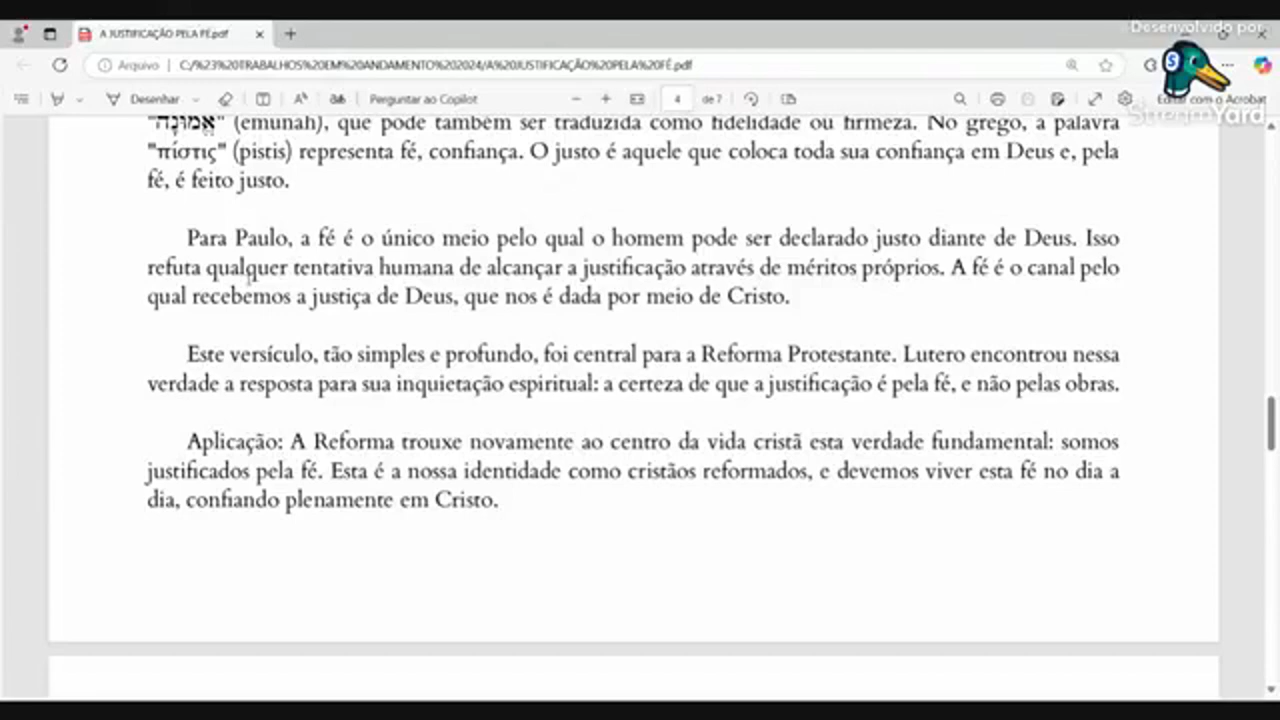 Desenvolvido por
A JUSTIFICAÇÃO PELA FÉ.pdf
Arquivo
C:/%23%20TRABALHOS%20EM%20ANDAMENTO%202024/A%20JUSTIFICAÇÃO%20PELA%20FÉ.pdf
Desenhar
Perguntar ao Copilot
4 de 7
Editar com o Acrobat
StreamYard
"אֱמוּנָה" (emunah), que pode também ser traduzida como fidelidade ou firmeza. No grego, a palavra
"πίστις" (pistis) representa fé, confiança. O justo é aquele que coloca toda sua confiança em Deus e, pela
fé, é feito justo.
Para Paulo, a fé é o único meio pelo qual o homem pode ser declarado justo diante de Deus. Isso
refuta qualquer tentativa humana de alcançar a justificação através de méritos próprios. A fé é o canal pelo
qual recebemos a justiça de Deus, que nos é dada por meio de Cristo.
Este versículo, tão simples e profundo, foi central para a Reforma Protestante. Lutero encontrou nessa
verdade a resposta para sua inquietação espiritual: a certeza de que a justificação é pela fé, e não pelas obras.
Aplicação: A Reforma trouxe novamente ao centro da vida cristã esta verdade fundamental: somos
justificados pela fé. Esta é a nossa identidade como cristãos reformados, e devemos viver esta fé no dia a
dia, confiando plenamente em Cristo.